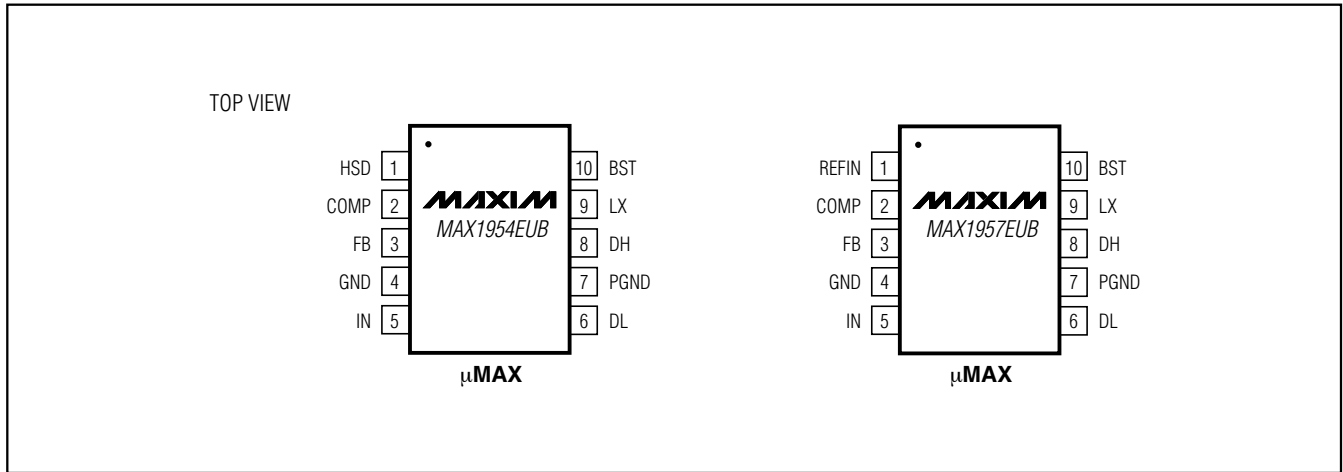 TOP VIEW
HSD 1
COMP 2
FB 3
GND 4
IN 5
MAXIM
MAX1954EUB
10 BST
9 LX
8 DH
7 PGND
6 DL
µMAX
REFIN 1
COMP 2
FB 3
GND 4
IN 5
MAXIM
MAX1957EUB
10 BST
9 LX
8 DH
7 PGND
6 DL
µMAX